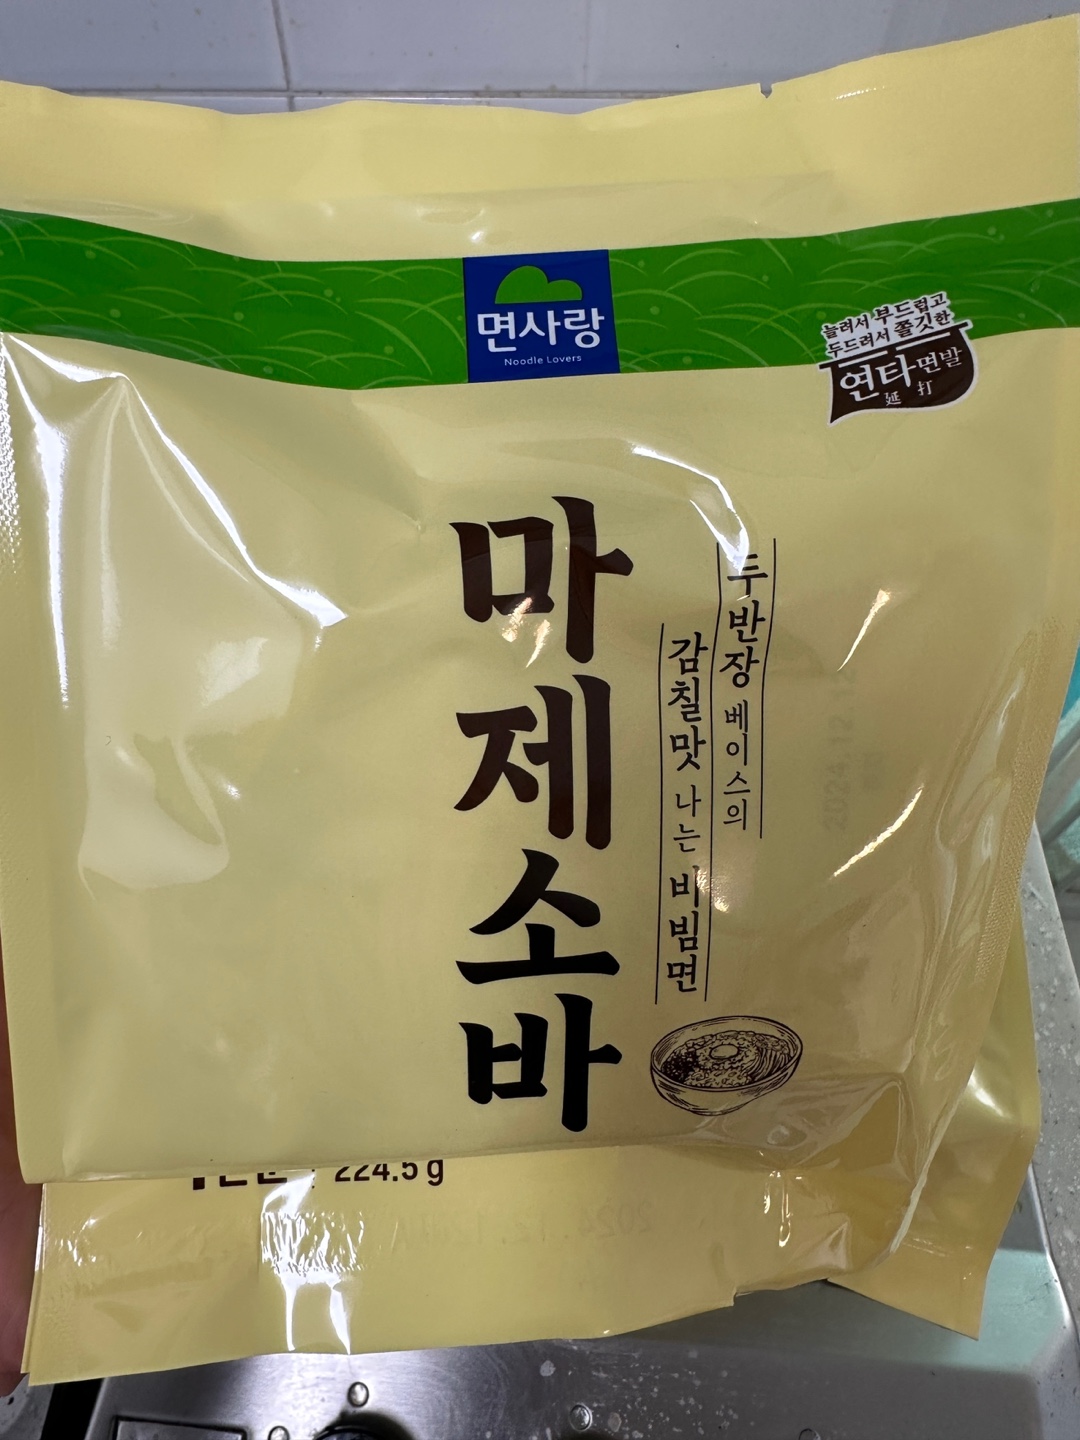 면사랑
Noodle Lovers
늘려서 부드럽고
두드려서 쫄깃한
연타면발
延打
마제소바
두반장 베이스의
감칠맛 나는 비빔면
224.5 g